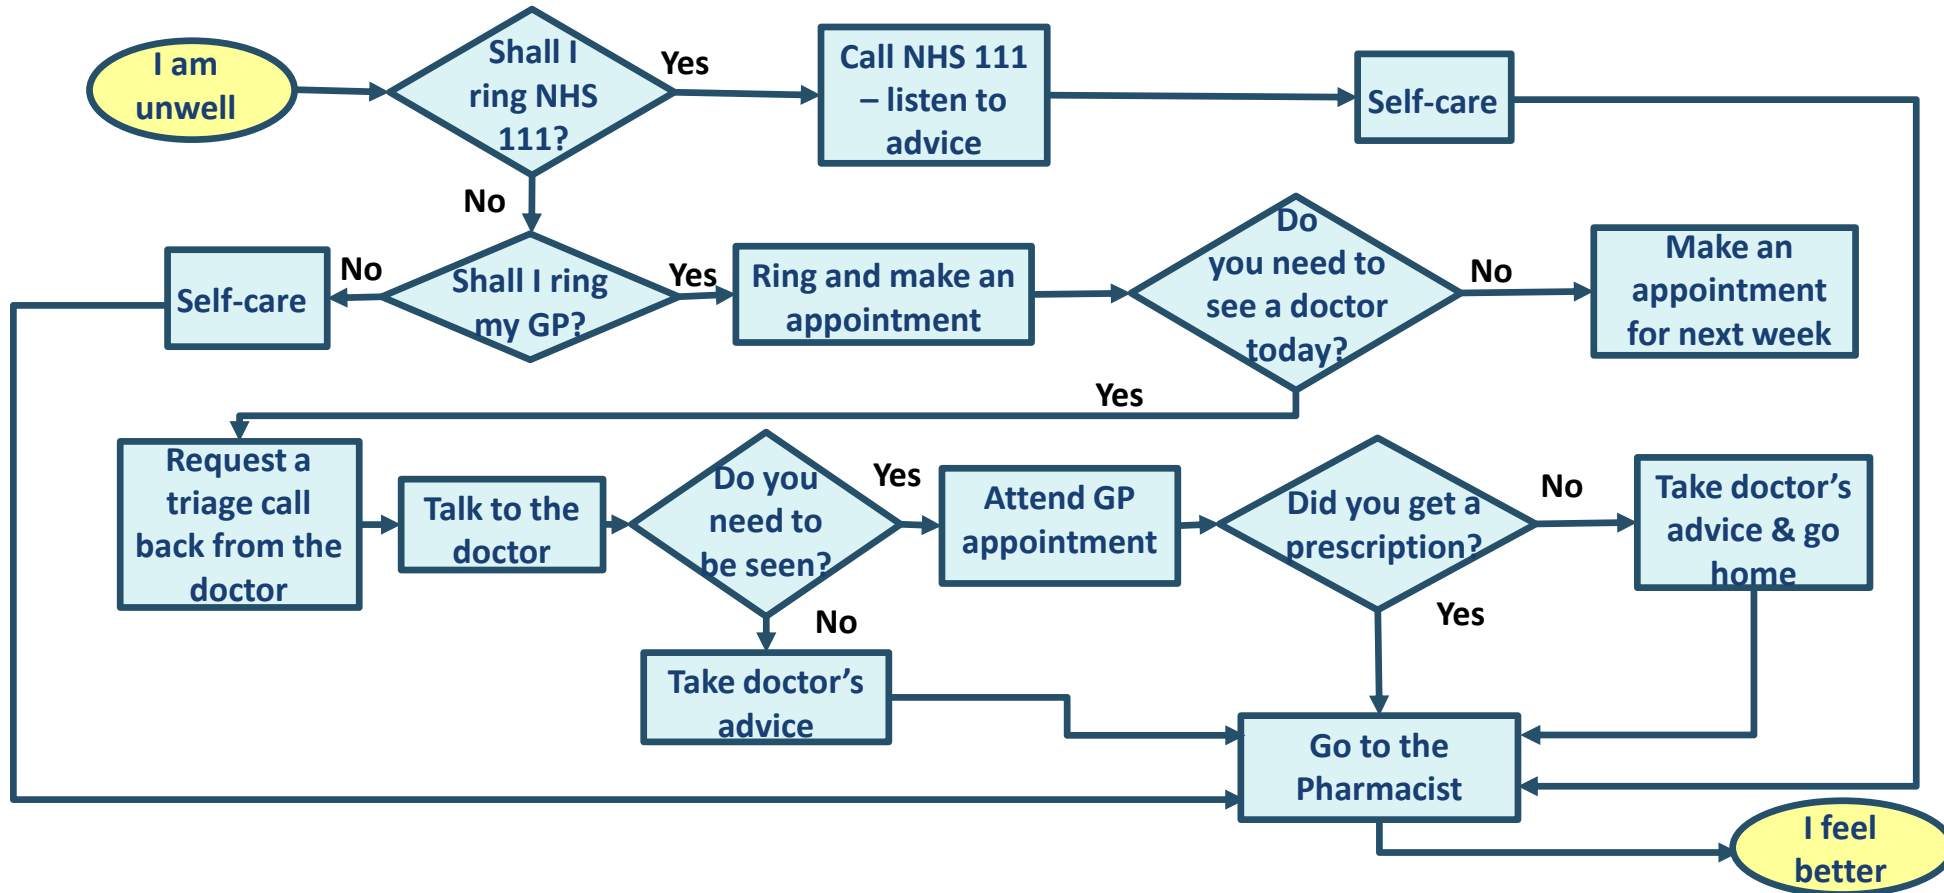 I am
unwell
Shall I
ring NHS
111?
Yes
Call NHS 111
– listen to
advice
Self-care
No
Self-care
No
Shall I ring
my GP?
Yes
Ring and make an
appointment
Do
you need to
see a doctor
today?
No
Make an
appointment
for next week
Yes
Request a
triage call
back from the
doctor
Talk to the
doctor
Do you
need to
be seen?
Yes
Attend GP
appointment
Did you get a
prescription?
No
Take doctor’s
advice & go
home
No
Yes
Take doctor’s
advice
Go to the
Pharmacist
I feel
better